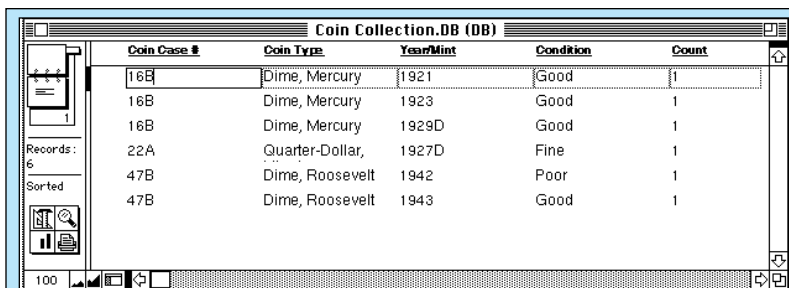 Coin Collection.DB (DB)
Coin Case # Coin Type Year/Mint Condition Count
16B Dime, Mercury 1921 Good 1
16B Dime, Mercury 1923 Good 1
16B Dime, Mercury 1929D Good 1
22A Quarter-Dollar, 1927D Fine 1
47B Dime, Roosevelt 1942 Poor 1
47B Dime, Roosevelt 1943 Good 1
1
Records:
6
Sorted
100